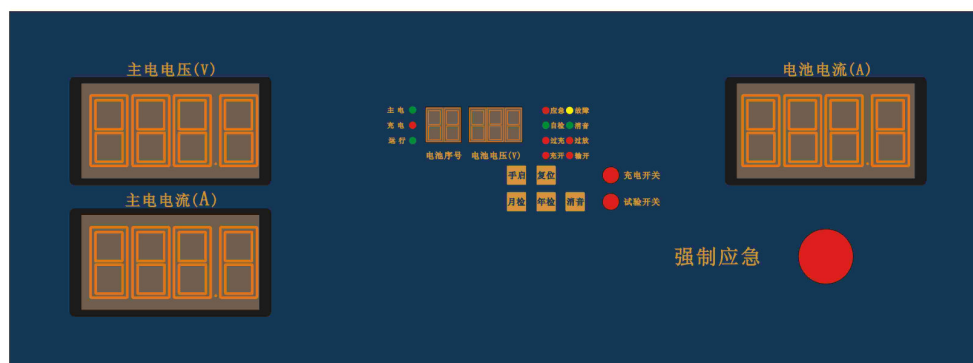 主电电压(V)
电池电流(A)
主电
充电
运行
电池序号 电池电压(V)
应急 故障
自检 消音
过充 过放
充开 输开
手启 复位
充电开关
月检 年检 消音
试验开关
主电电流(A)
强制应急